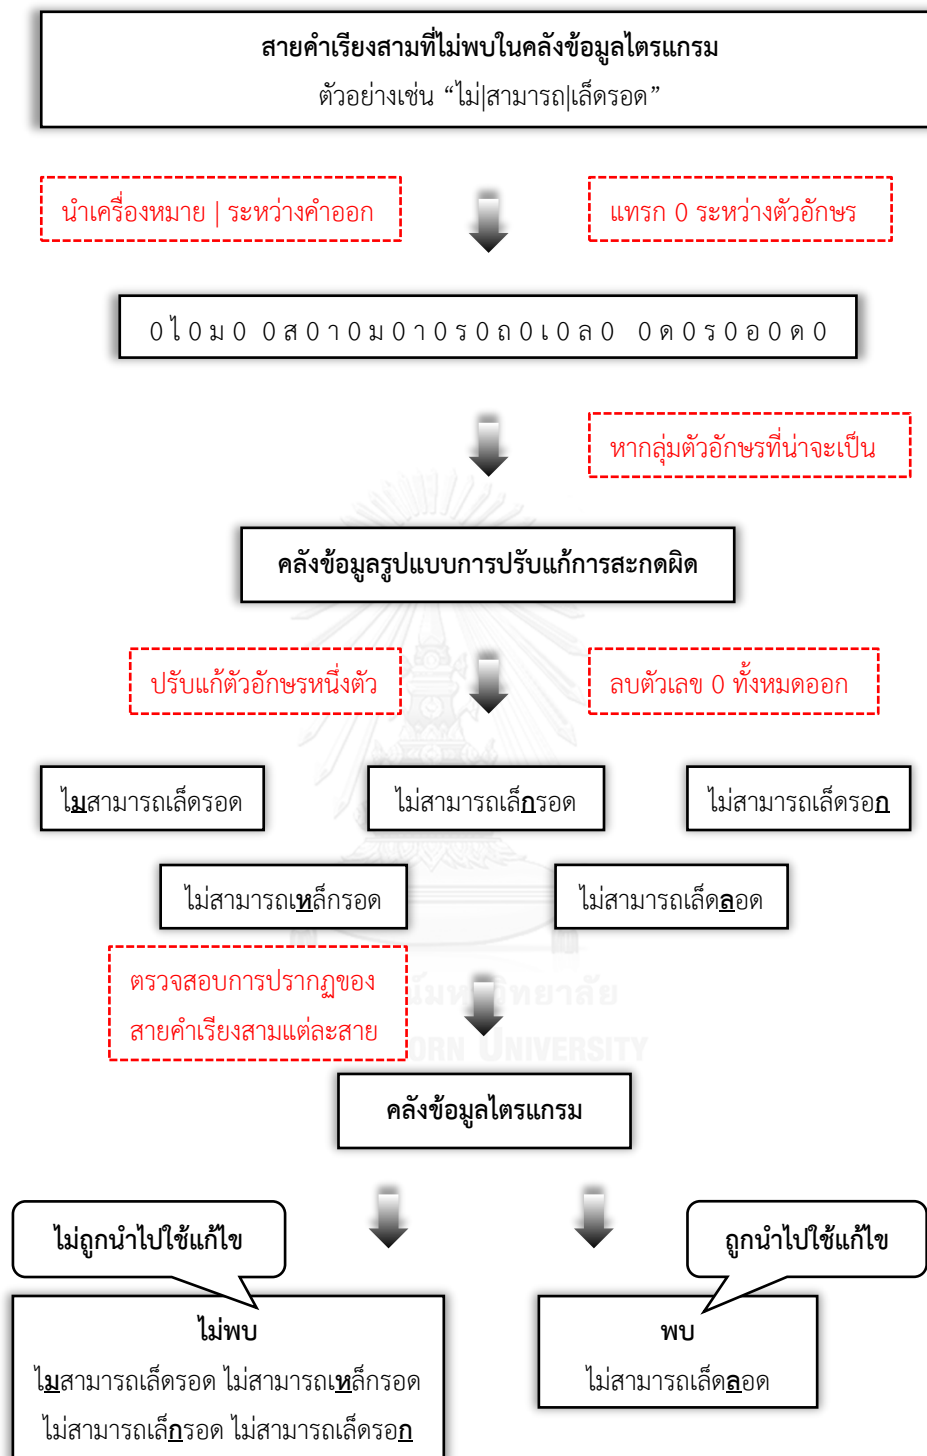 สายคำเรียงสามที่ไม่พบในคลังข้อมูลไตรแกรม
ตัวอย่างเช่น “ไม่|สามารถ|เล็ดรอด”
นำเครื่องหมาย | ระหว่างคำออก
แทรก 0 ระหว่างตัวอักษร
0 ไ 0 ม 0 0 ส 0 า 0 ม 0 า 0 ร 0 ถ 0 เ 0 ล 0 0 ด 0 ร 0 อ 0 ด 0
หากลุ่มตัวอักษรที่น่าจะเป็น
คลังข้อมูลรูปแบบการปรับแก้การสะกดผิด
ปรับแก้ตัวอักษรหนึ่งตัว
ลบตัวเลข 0 ทั้งหมดออก
ไมสามารถเล็ดรอด
ไม่สามารถเล็กรอด
ไม่สามารถเล็ดรอก
ไม่สามารถเหล็กรอด
ไม่สามารถเล็ดลอด
ตรวจสอบการปรากฏของ
สายคำเรียงสามแต่ละสาย
UNIVERSITY
คลังข้อมูลไตรแกรม
ไม่ถูกนำไปใช้แก้ไข
ถูกนำไปใช้แก้ไข
ไม่พบ
ไมสามารถเล็ดรอด ไม่สามารถเหล็กรอด
ไม่สามารถเล็กรอด ไม่สามารถเล็ดรอก
พบ
ไม่สามารถเล็ดลอด